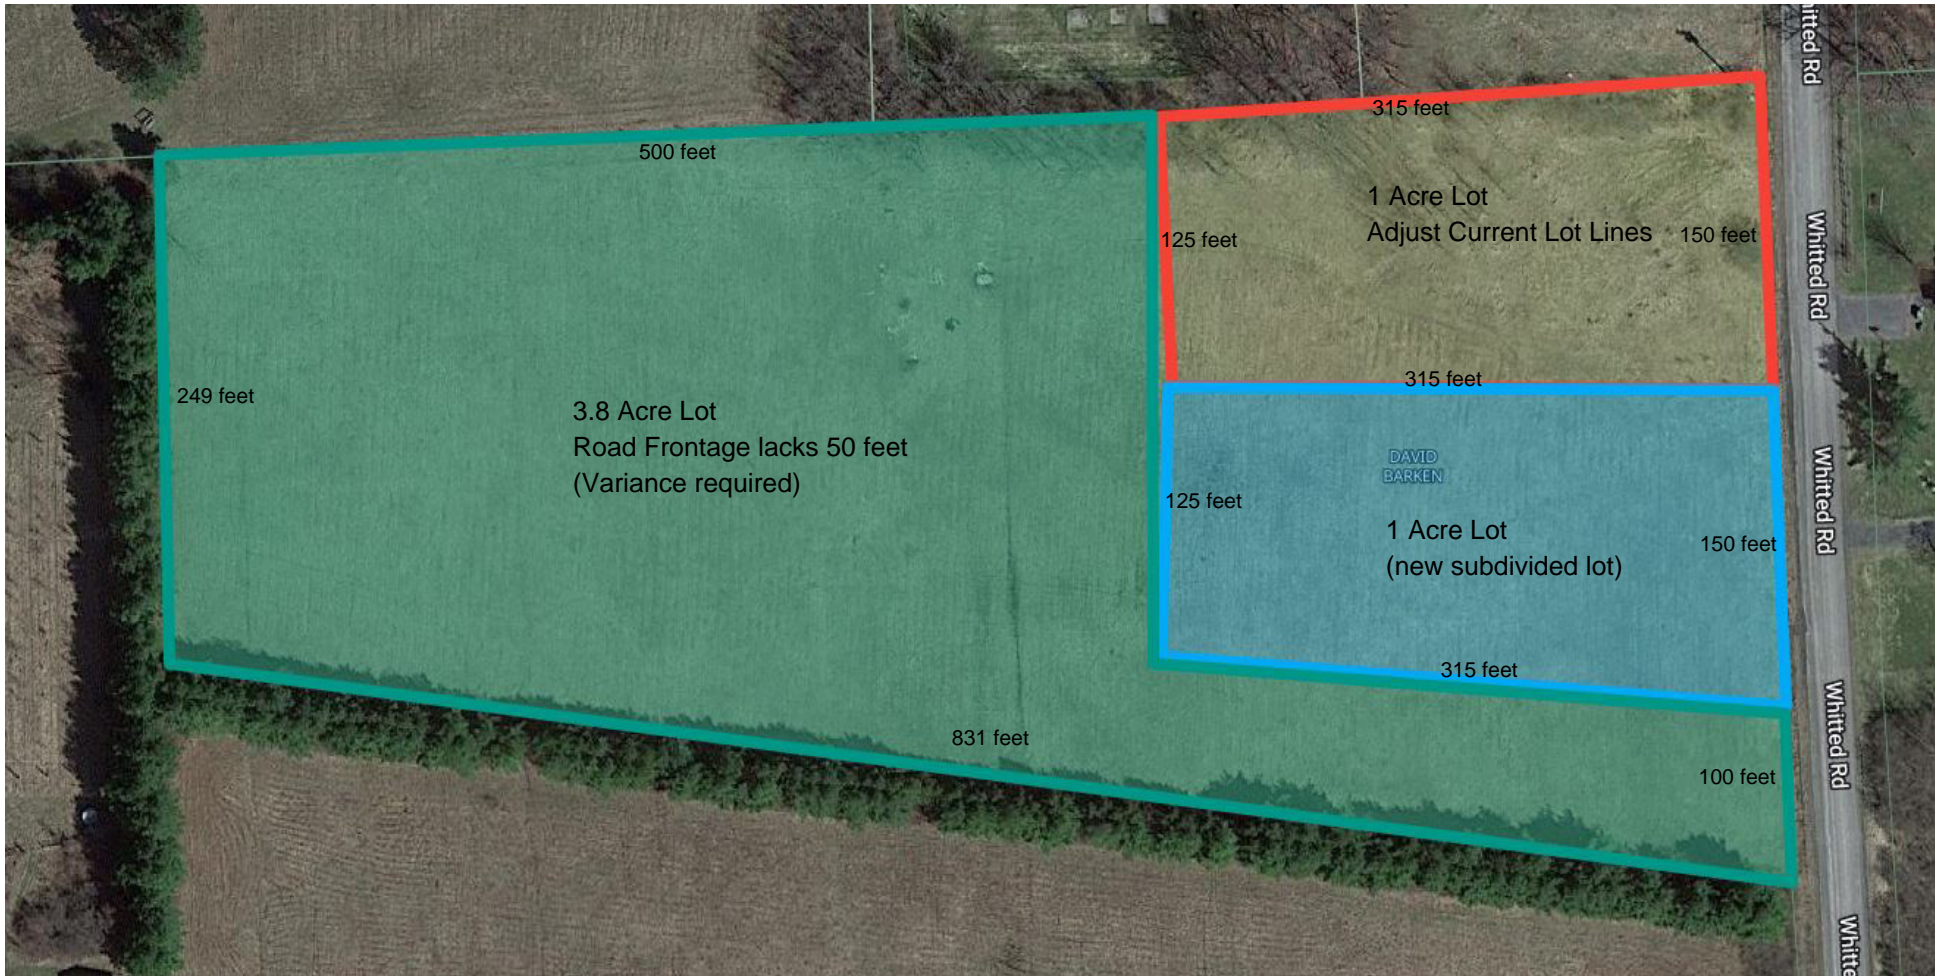 itted Rd
315 feet
500 feet
1 Acre Lot
Adjust Current Lot Lines
125 feet
150 feet
Whitted Rd
315 feet
249 feet
3.8 Acre Lot
Road Frontage lacks 50 feet
(Variance required)
DAVID
BARKEN
125 feet
1 Acre Lot
(new subdivided lot)
150 feet
Whitted Rd
315 feet
831 feet
100 feet
Whitted Rd
Whitte